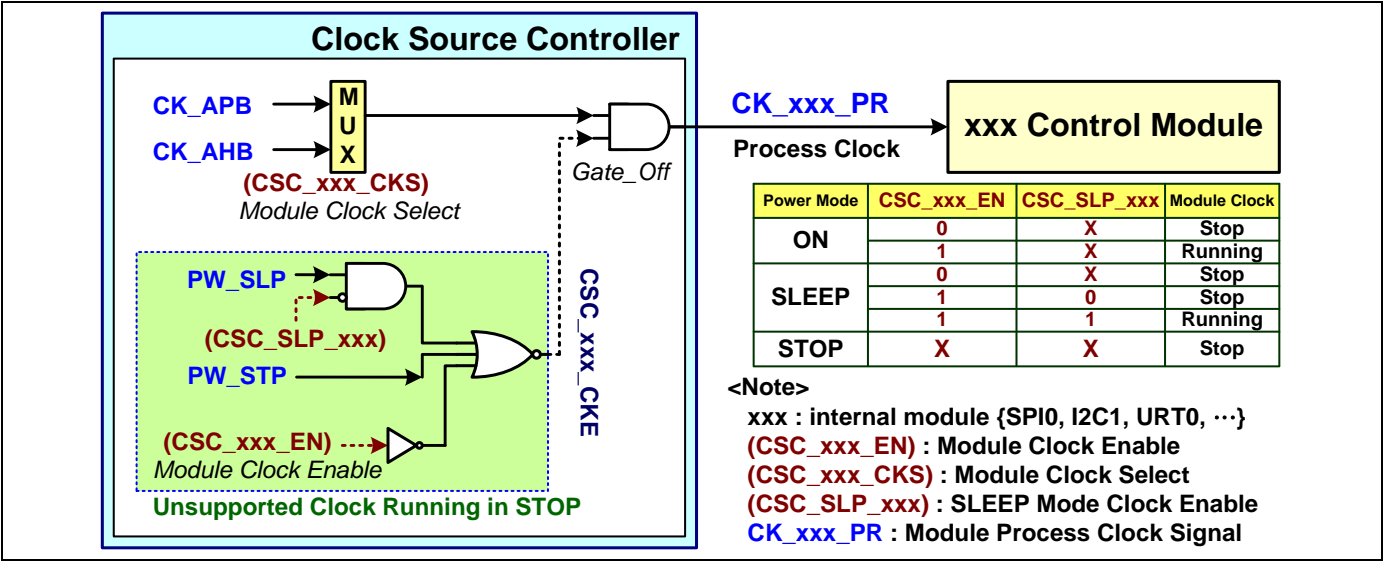 Clock Source Controller
CK_APB
CK_AHB
M
U
X
(CSC_xxx_CKS)
Module Clock Select
Gate_Off
CK_xxx_PR
Process Clock
xxx Control Module
PW_SLP
(CSC_SLP_xxx)
PW_STP
(CSC_xxx_EN)
Module Clock Enable
Unsupported Clock Running in STOP
CSC_xxx_CKE
Power Mode CSC_xxx_EN CSC_SLP_xxx Module Clock
ON 0 X Stop
1 X Running
SLEEP 0 X Stop
1 0 Stop
1 1 Running
STOP X X Stop
<Note>
xxx : internal module {SPI0, I2C1, URT0, ⋯}
(CSC_xxx_EN) : Module Clock Enable
(CSC_xxx_CKS) : Module Clock Select
(CSC_SLP_xxx) : SLEEP Mode Clock Enable
CK_xxx_PR : Module Process Clock Signal